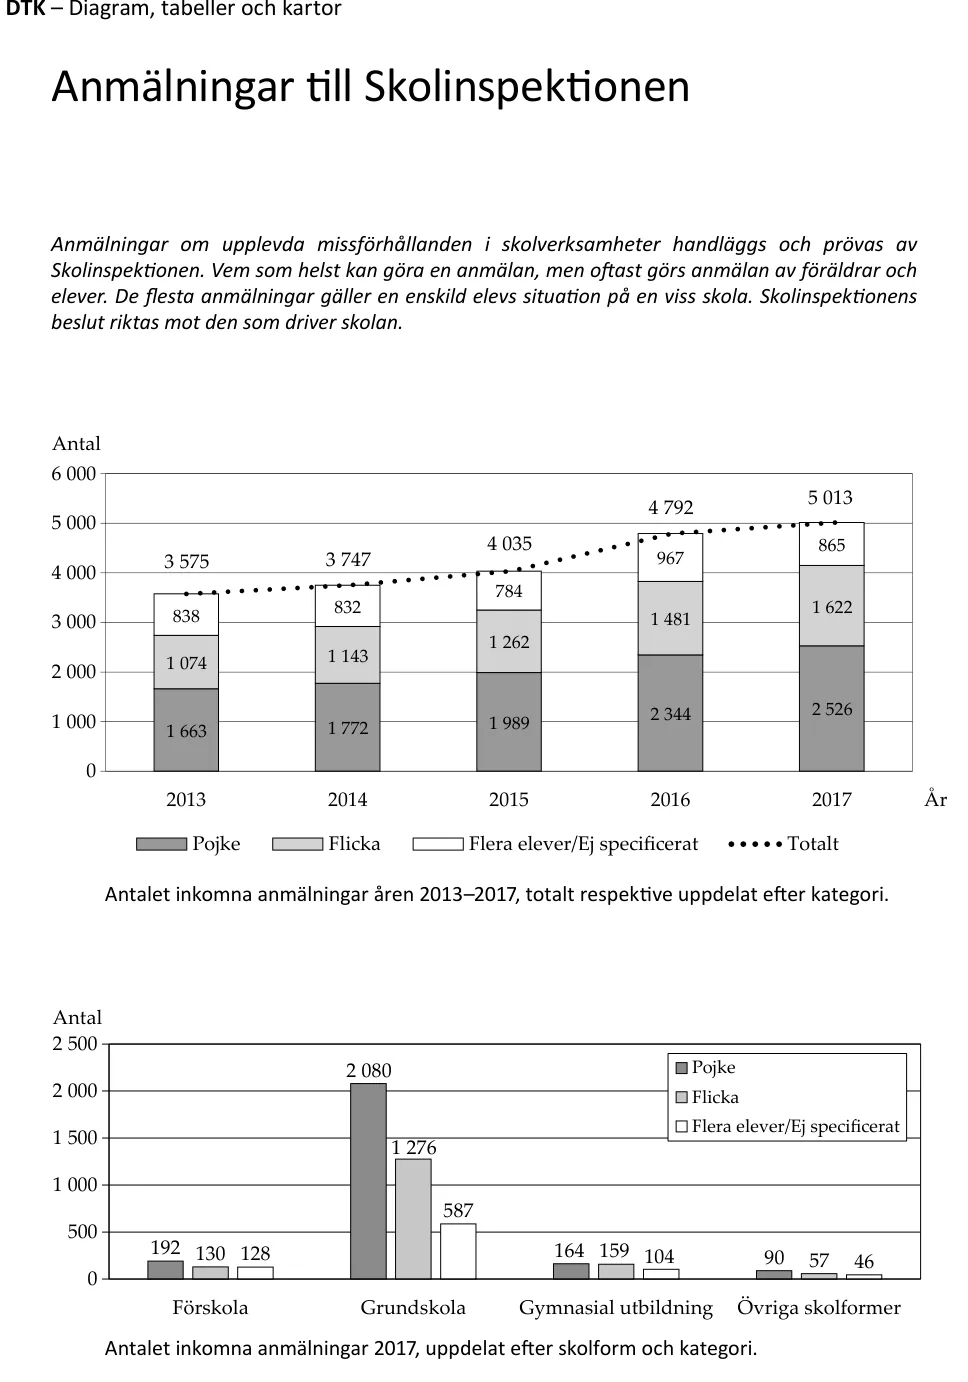 DTK – Diagram, tabeller och kartor
Anmälningar till Skolinspektionen
Anmälningar om upplevda missförhållanden i skolverksamheter handläggs och prövas av
Skolinspektionen. Vem som helst kan göra en anmälan, men oftast görs anmälan av föräldrar och
elever. De flesta anmälningar gäller en enskild elevs situation på en viss skola. Skolinspektionens
beslut riktas mot den som driver skolan.
Antal
6 000
5 000
4 000
3 000
2 000
1 000
0
3 575
3 747
4 035
4 792
5 013
838
832
784
967
865
1 074
1 143
1 262
1 481
1 622
1 663
1 772
1 989
2 344
2 526
2013 2014 2015 2016 2017 År
Pojke Flicka Flera elever/Ej specificerat Totalt
Antalet inkomna anmälningar åren 2013–2017, totalt respektive uppdelat efter kategori.
Antal
2 500
2 000
1 500
1 000
500
0
Pojke
Flicka
Flera elever/Ej specificerat
192 130 128
2 080 1 276 587
164 159 104
90 57 46
Förskola Grundskola Gymnasial utbildning Övriga skolformer
Antalet inkomna anmälningar 2017, uppdelat efter skolform och kategori.